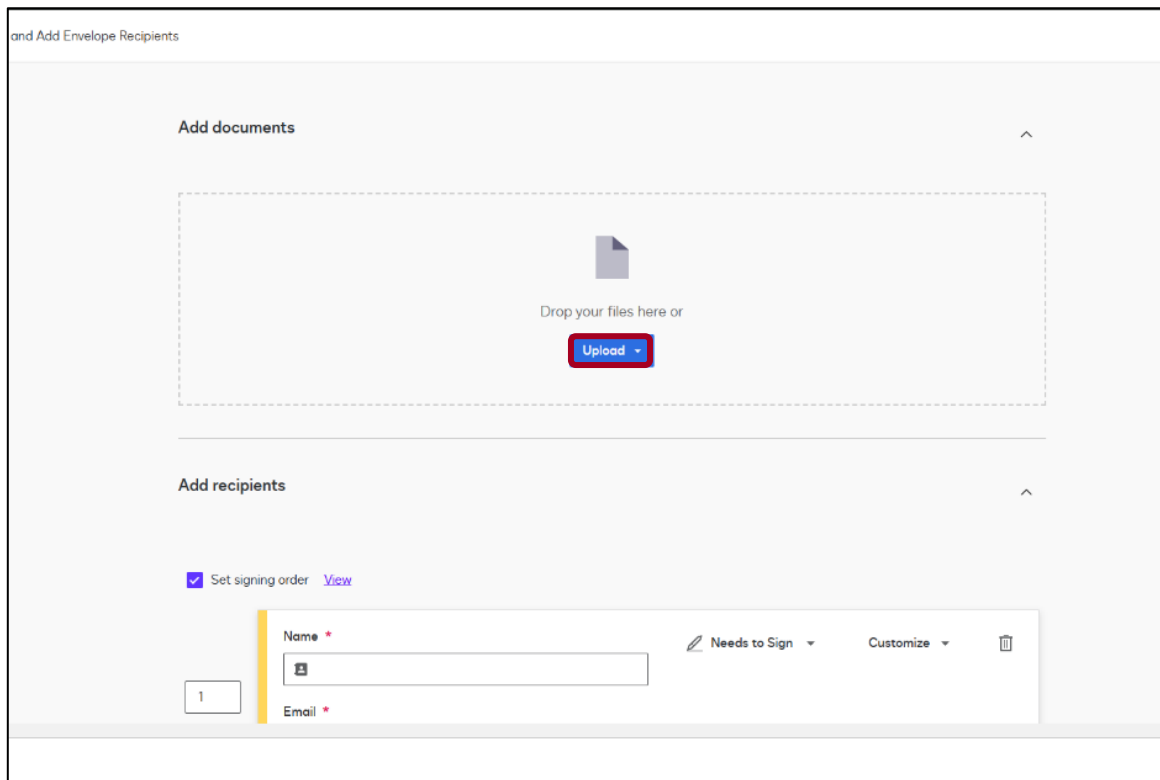 and Add Envelope Recipients
Add documents
Drop your files here or
Upload
Add recipients
Set signing order View
Name *
Needs to Sign
Customize
1
Email *